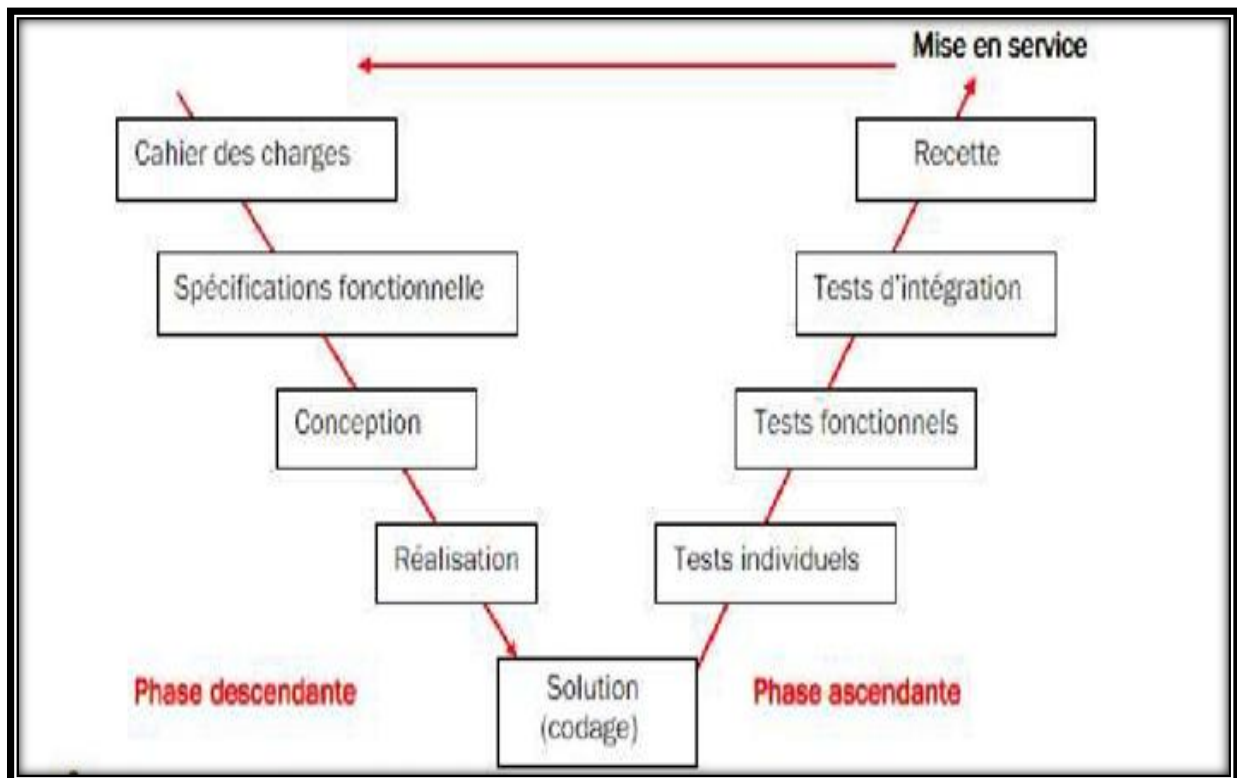 Mise en service
Cahier des charges
Recette
Spécifications fonctionnelle
Tests d'intégration
Conception
Tests fonctionnels
Réalisation
Tests individuels
Phase descendante
Solution
(codage)
Phase ascendante